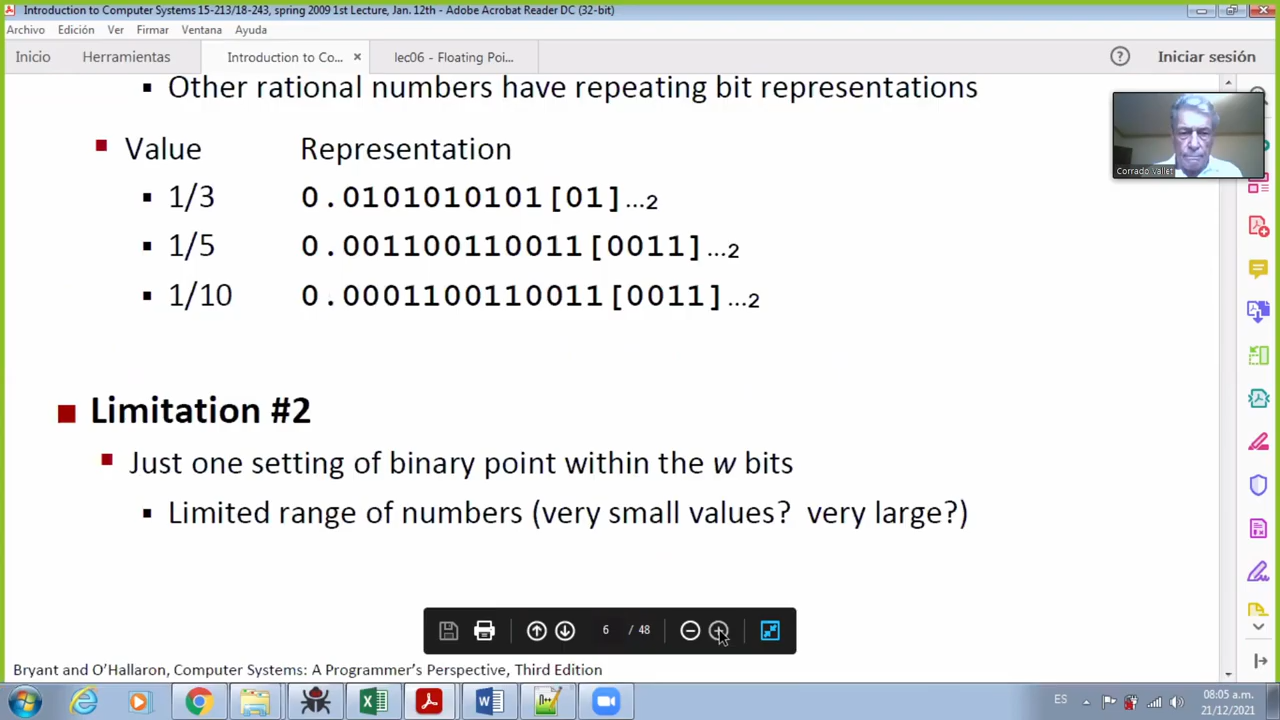 Introduction to Computer Systems 15-213/18-243, spring 2009 1st Lecture, Jan. 12th - Adobe Acrobat Reader DC (32-bit)
Archivo Edición Ver Firmar Ventana Ayuda
Inicio Herramientas Introduction to Co... × lec06 - Floating Poi... ? Iniciar sesión
▪ Other rational numbers have repeating bit representations
▪ Value Representation
▪ 1/3 0.0101010101[01]…2
▪ 1/5 0.001100110011[0011]…2
▪ 1/10 0.0001100110011[0011]…2
Corrado Vallet
■ Limitation #2
▪ Just one setting of binary point within the w bits
▪ Limited range of numbers (very small values? very large?)
6 / 48
Bryant and O'Hallaron, Computer Systems: A Programmer's Perspective, Third Edition
ES 08:05 a.m.
21/12/2021